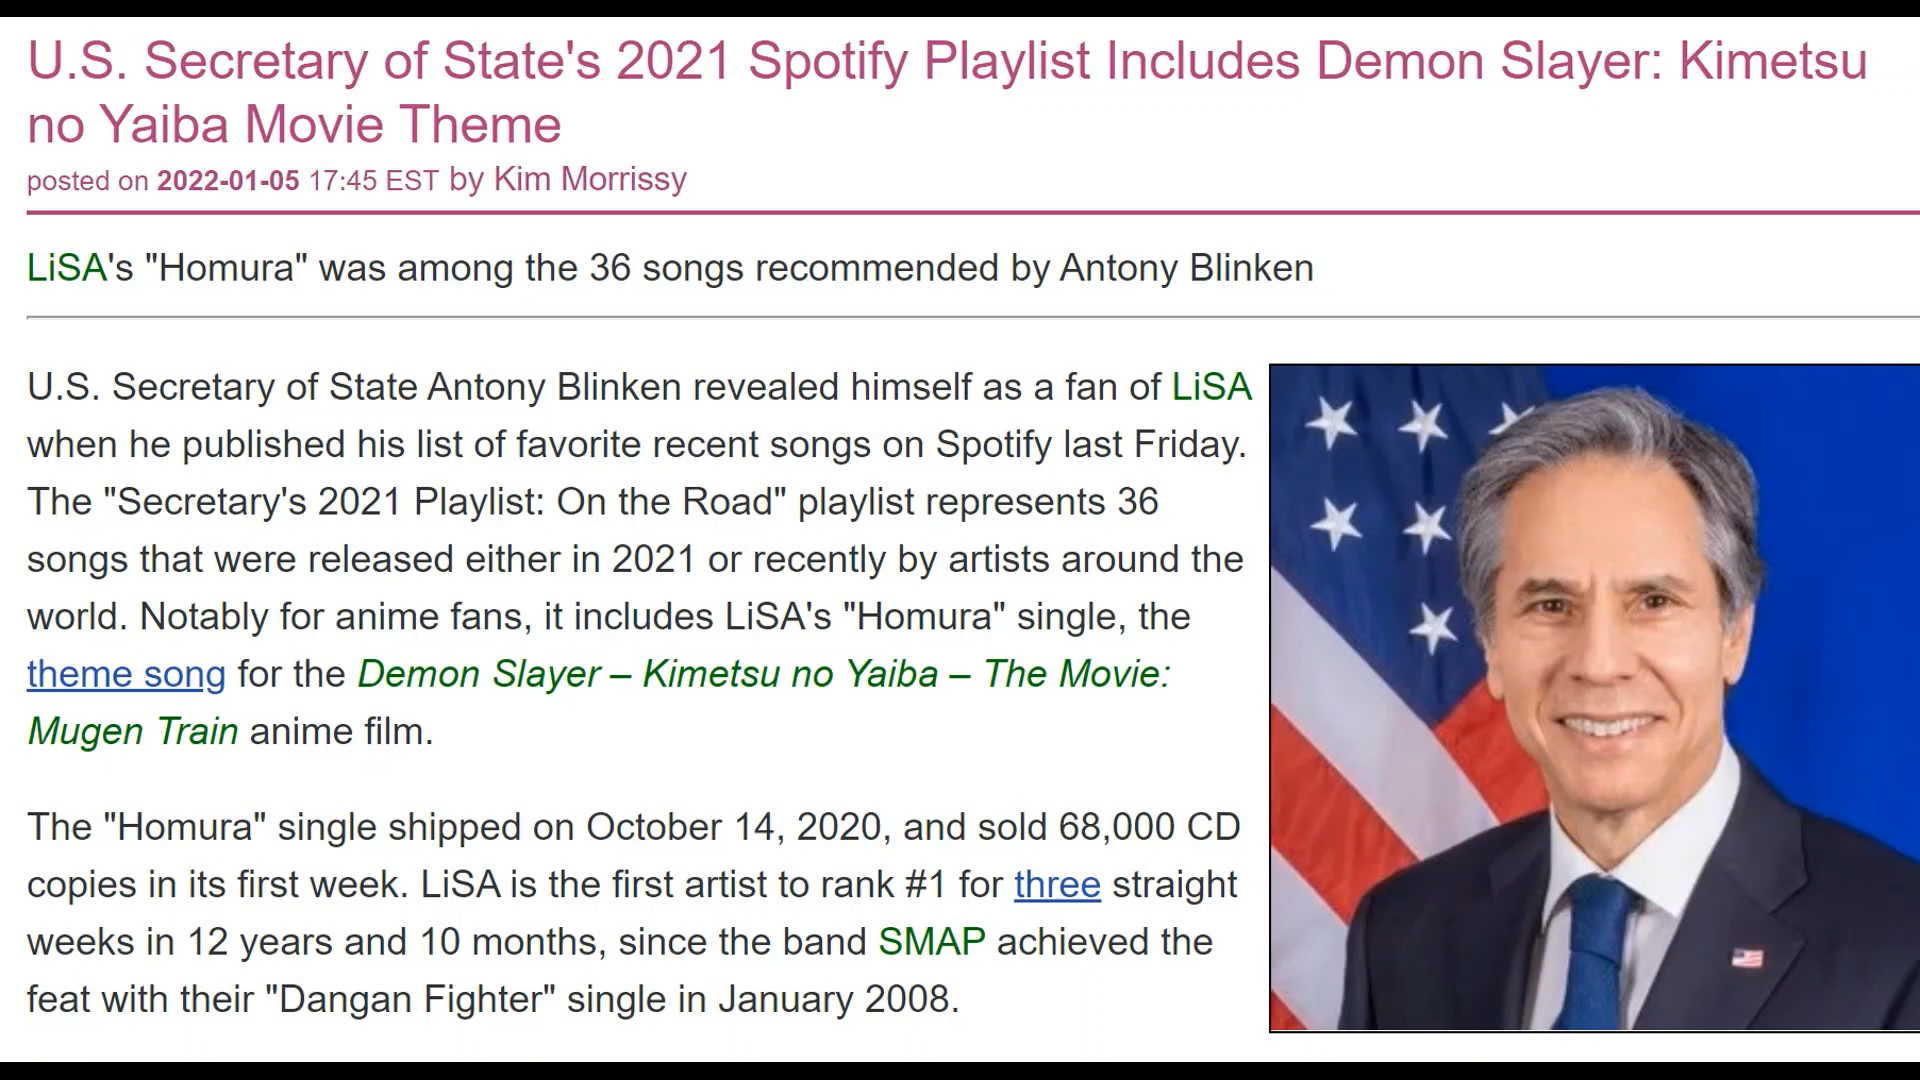 U.S. Secretary of State's 2021 Spotify Playlist Includes Demon Slayer: Kimetsu
no Yaiba Movie Theme
posted on 2022-01-05 17:45 EST by Kim Morrissy
LiSA's "Homura" was among the 36 songs recommended by Antony Blinken
U.S. Secretary of State Antony Blinken revealed himself as a fan of LiSA
when he published his list of favorite recent songs on Spotify last Friday.
The "Secretary's 2021 Playlist: On the Road" playlist represents 36
songs that were released either in 2021 or recently by artists around the
world. Notably for anime fans, it includes LiSA's "Homura" single, the
theme song for the Demon Slayer – Kimetsu no Yaiba – The Movie:
Mugen Train anime film.
The "Homura" single shipped on October 14, 2020, and sold 68,000 CD
copies in its first week. LiSA is the first artist to rank #1 for three straight
weeks in 12 years and 10 months, since the band SMAP achieved the
feat with their "Dangan Fighter" single in January 2008.